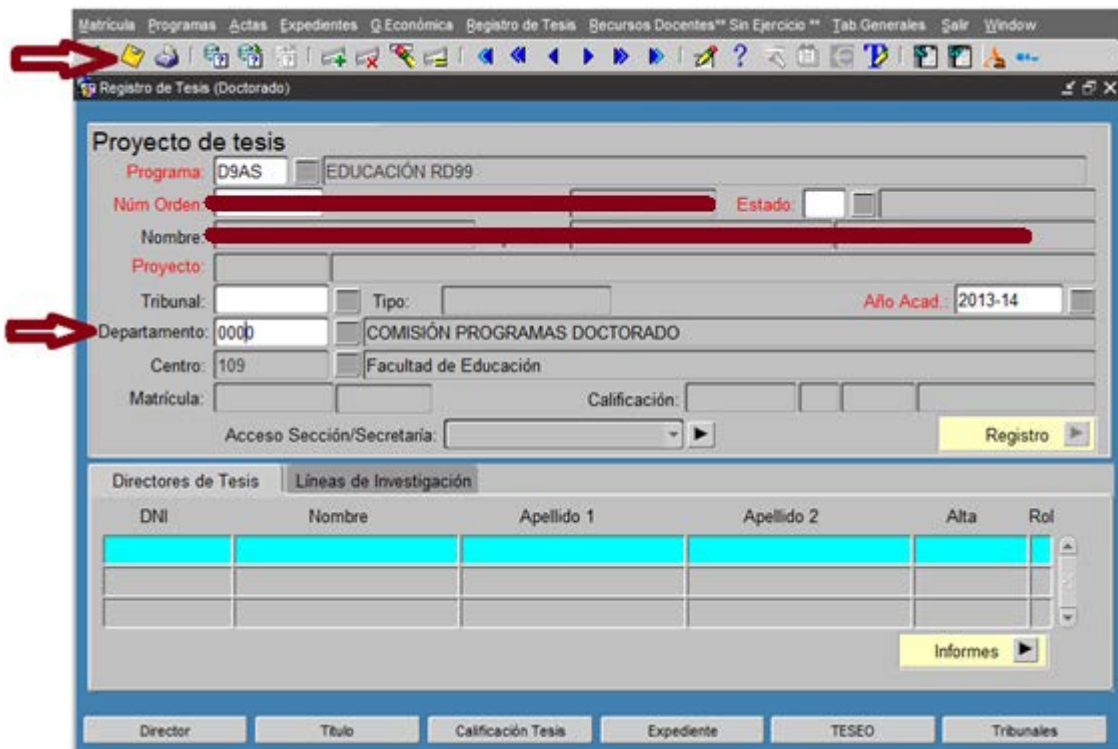 Matrícula Programas Actas Expedientes G.Económica Registro de Tesis Recursos Docentes** Sin Ejercicio ** Tab.Generales Salir Window
Registro de Tesis (Doctorado)
Proyecto de tesis
Programa: D9AS EDUCACIÓN RD99
Núm Orden: Estado:
Nombre:
Proyecto:
Tribunal: Tipo: Año Acad.: 2013-14
Departamento: 0000 COMISIÓN PROGRAMAS DOCTORADO
Centro: 109 Facultad de Educación
Matrícula: Calificación:
Acceso Sección/Secretaría: Registro
Directores de Tesis Líneas de Investigación
DNI Nombre Apellido 1 Apellido 2 Alta Rol
Informes
Director Título Calificación Tesis Expediente TESEO Tribunales